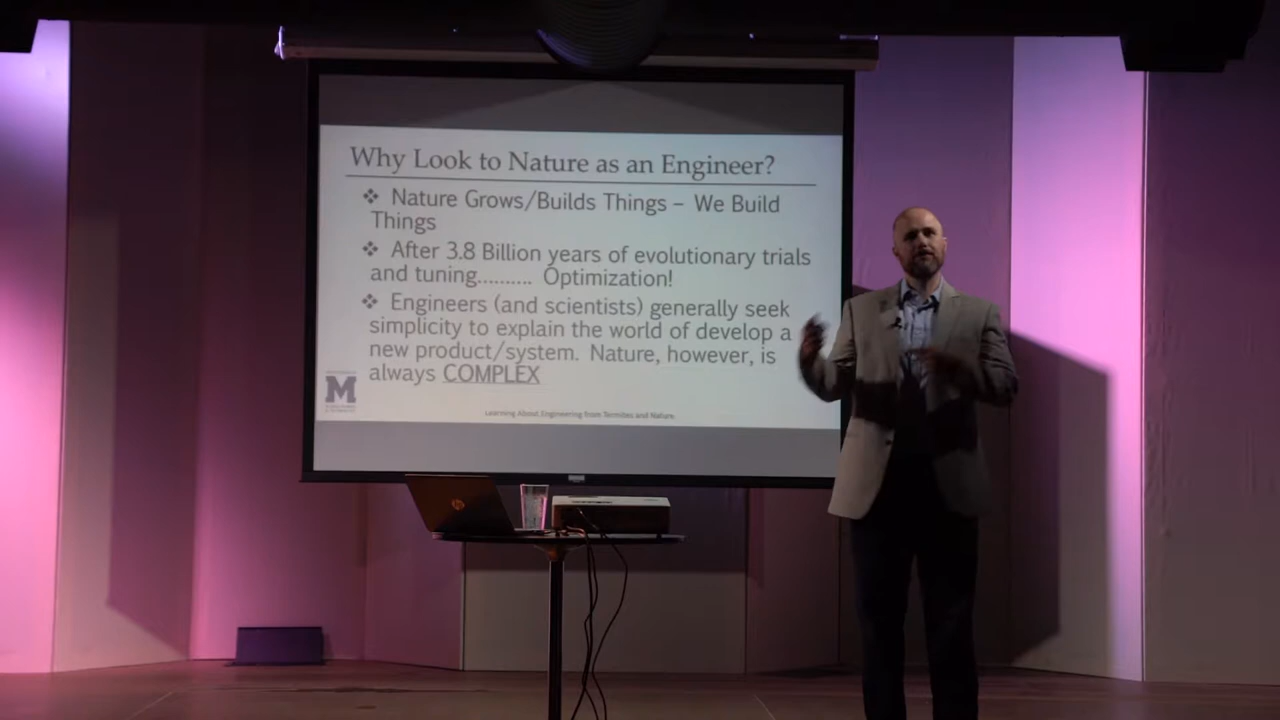 Why Look to Nature as an Engineer?
❖ Nature Grows/Builds Things – We Build
Things
❖ After 3.8 Billion years of evolutionary trials
and tuning.......... Optimization!
❖ Engineers (and scientists) generally seek
simplicity to explain the world of develop a
new product/system. Nature, however, is
always COMPLEX
M
Learning About Engineering from Termites and Nature
hp